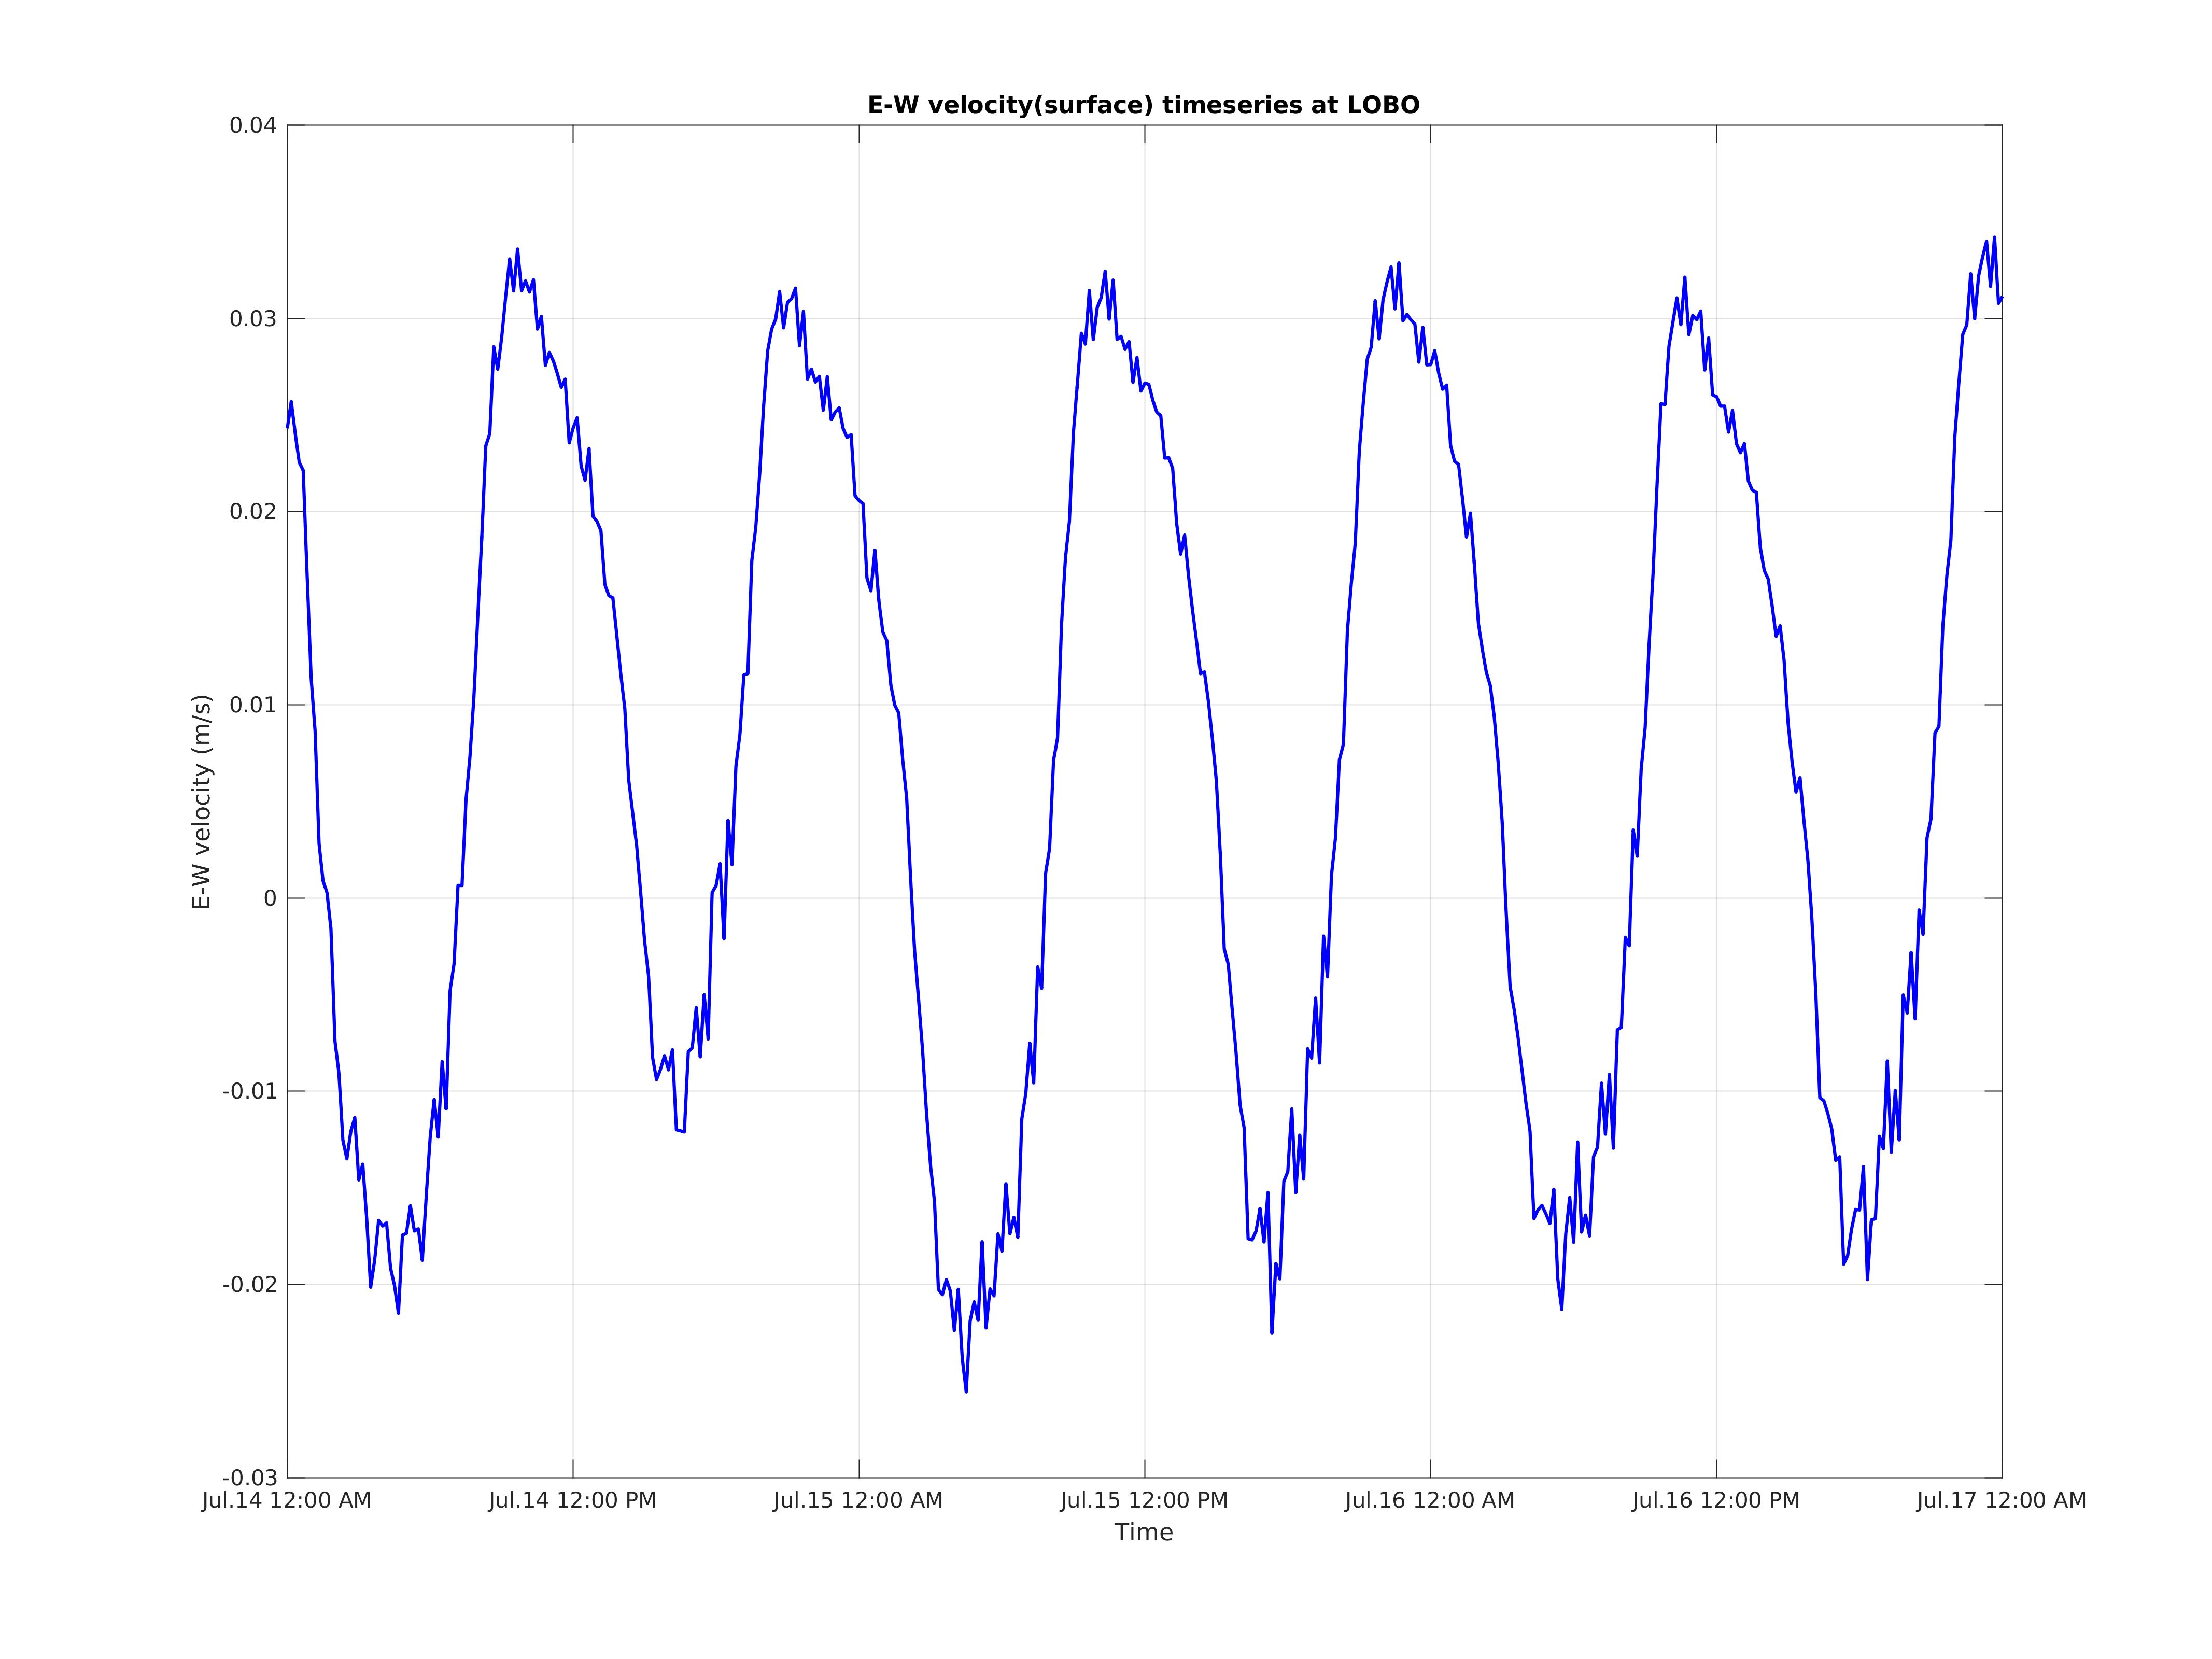 E-W velocity(surface) timeseries at LOBO
0.04
0.03
0.02
0.01
0
-0.01
-0.02
-0.03
E-W velocity (m/s)
Jul.14 12:00 AM Jul.14 12:00 PM Jul.15 12:00 AM Jul.15 12:00 PM Jul.16 12:00 AM Jul.16 12:00 PM Jul.17 12:00 AM
Time